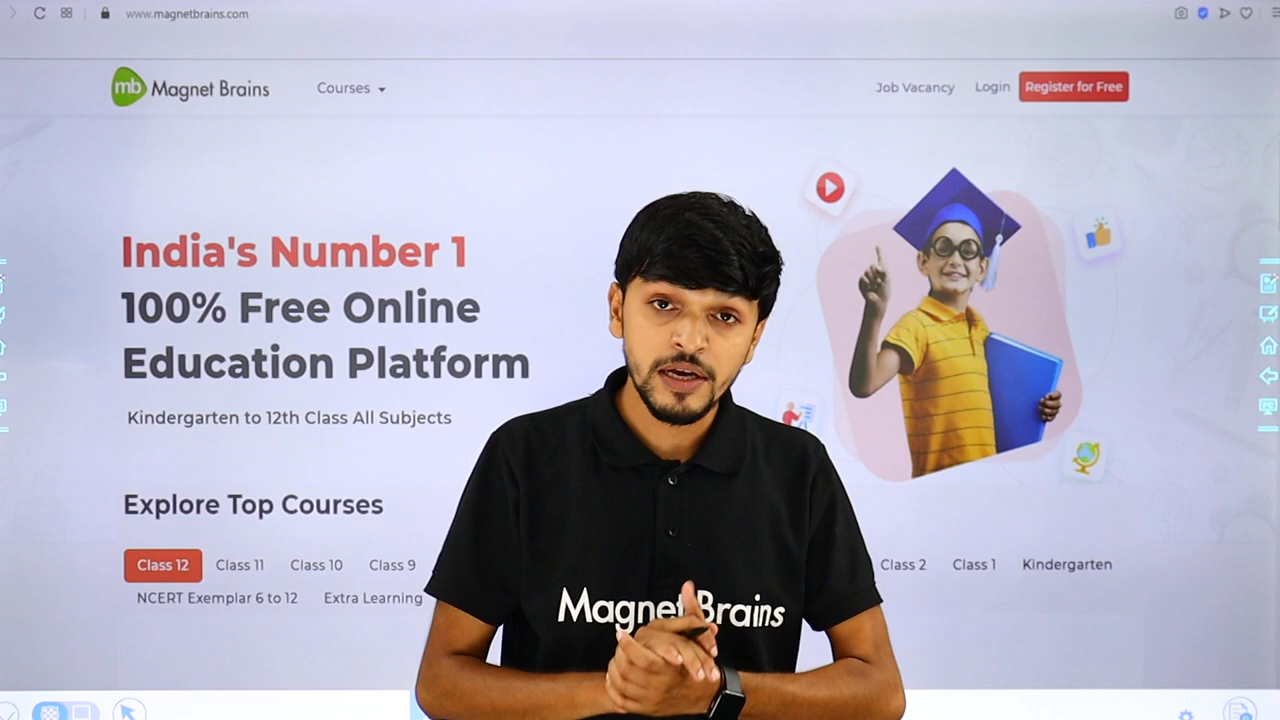 www.magnetbrains.com
mb Magnet Brains Courses Job Vacancy Login Register for Free
India's Number 1
100% Free Online
Education Platform
Kindergarten to 12th Class All Subjects
Explore Top Courses
Class 12 Class 11 Class 10 Class 9 Class 2 Class 1 Kindergarten
NCERT Exemplar 6 to 12 Extra Learning
Magnet Brains